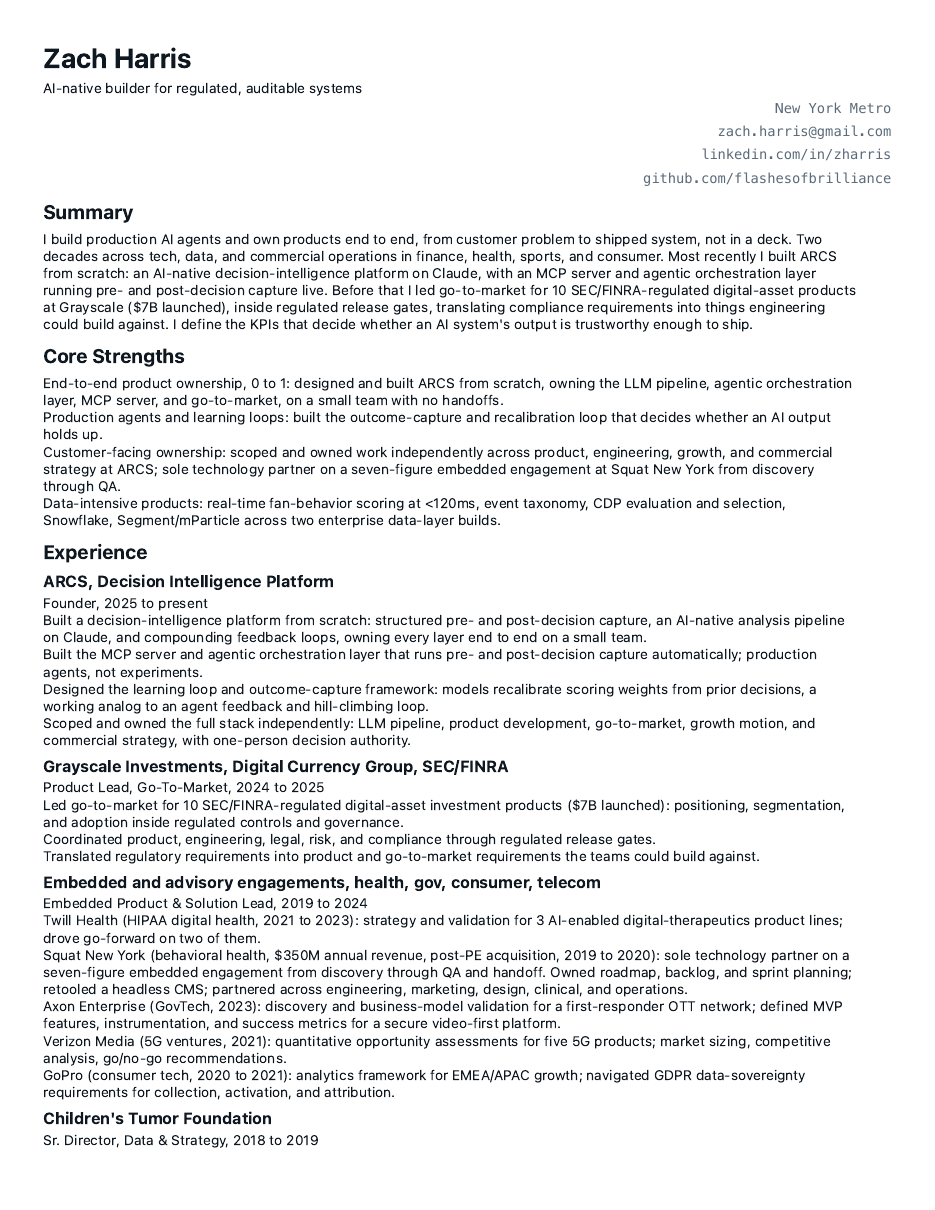 Zach Harris
AI-native builder for regulated, auditable systems
New York Metro
zach.harris@gmail.com
linkedin.com/in/zharris
github.com/flashesofbrilliance
Summary
I build production AI agents and own products end to end, from customer problem to shipped system, not in a deck. Two
decades across tech, data, and commercial operations in finance, health, sports, and consumer. Most recently I built ARCS
from scratch: an AI-native decision-intelligence platform on Claude, with an MCP server and agentic orchestration layer
running pre- and post-decision capture live. Before that I led go-to-market for 10 SEC/FINRA-regulated digital-asset products
at Grayscale ($7B launched), inside regulated release gates, translating compliance requirements into things engineering
could build against. I define the KPIs that decide whether an AI system's output is trustworthy enough to ship.
Core Strengths
End-to-end product ownership, 0 to 1: designed and built ARCS from scratch, owning the LLM pipeline, agentic orchestration
layer, MCP server, and go-to-market, on a small team with no handoffs.
Production agents and learning loops: built the outcome-capture and recalibration loop that decides whether an AI output
holds up.
Customer-facing ownership: scoped and owned work independently across product, engineering, growth, and commercial
strategy at ARCS; sole technology partner on a seven-figure embedded engagement at Squat New York from discovery
through QA.
Data-intensive products: real-time fan-behavior scoring at <120ms, event taxonomy, CDP evaluation and selection,
Snowflake, Segment/mParticle across two enterprise data-layer builds.
Experience
ARCS, Decision Intelligence Platform
Founder, 2025 to present
Built a decision-intelligence platform from scratch: structured pre- and post-decision capture, an AI-native analysis pipeline
on Claude, and compounding feedback loops, owning every layer end to end on a small team.
Built the MCP server and agentic orchestration layer that runs pre- and post-decision capture automatically; production
agents, not experiments.
Designed the learning loop and outcome-capture framework: models recalibrate scoring weights from prior decisions, a
working analog to an agent feedback and hill-climbing loop.
Scoped and owned the full stack independently: LLM pipeline, product development, go-to-market, growth motion, and
commercial strategy, with one-person decision authority.
Grayscale Investments, Digital Currency Group, SEC/FINRA
Product Lead, Go-To-Market, 2024 to 2025
Led go-to-market for 10 SEC/FINRA-regulated digital-asset investment products ($7B launched): positioning, segmentation,
and adoption inside regulated controls and governance.
Coordinated product, engineering, legal, risk, and compliance through regulated release gates.
Translated regulatory requirements into product and go-to-market requirements the teams could build against.
Embedded and advisory engagements, health, gov, consumer, telecom
Embedded Product & Solution Lead, 2019 to 2024
Twill Health (HIPAA digital health, 2021 to 2023): strategy and validation for 3 AI-enabled digital-therapeutics product lines;
drove go-forward on two of them.
Squat New York (behavioral health, $350M annual revenue, post-PE acquisition, 2019 to 2020): sole technology partner on a
seven-figure embedded engagement from discovery through QA and handoff. Owned roadmap, backlog, and sprint planning;
retooled a headless CMS; partnered across engineering, marketing, design, clinical, and operations.
Axon Enterprise (GovTech, 2023): discovery and business-model validation for a first-responder OTT network; defined MVP
features, instrumentation, and success metrics for a secure video-first platform.
Verizon Media (5G ventures, 2021): quantitative opportunity assessments for five 5G products; market sizing, competitive
analysis, go/no-go recommendations.
GoPro (consumer tech, 2020 to 2021): analytics framework for EMEA/APAC growth; navigated GDPR data-sovereignty
requirements for collection, activation, and attribution.
Children's Tumor Foundation
Sr. Director, Data & Strategy, 2018 to 2019